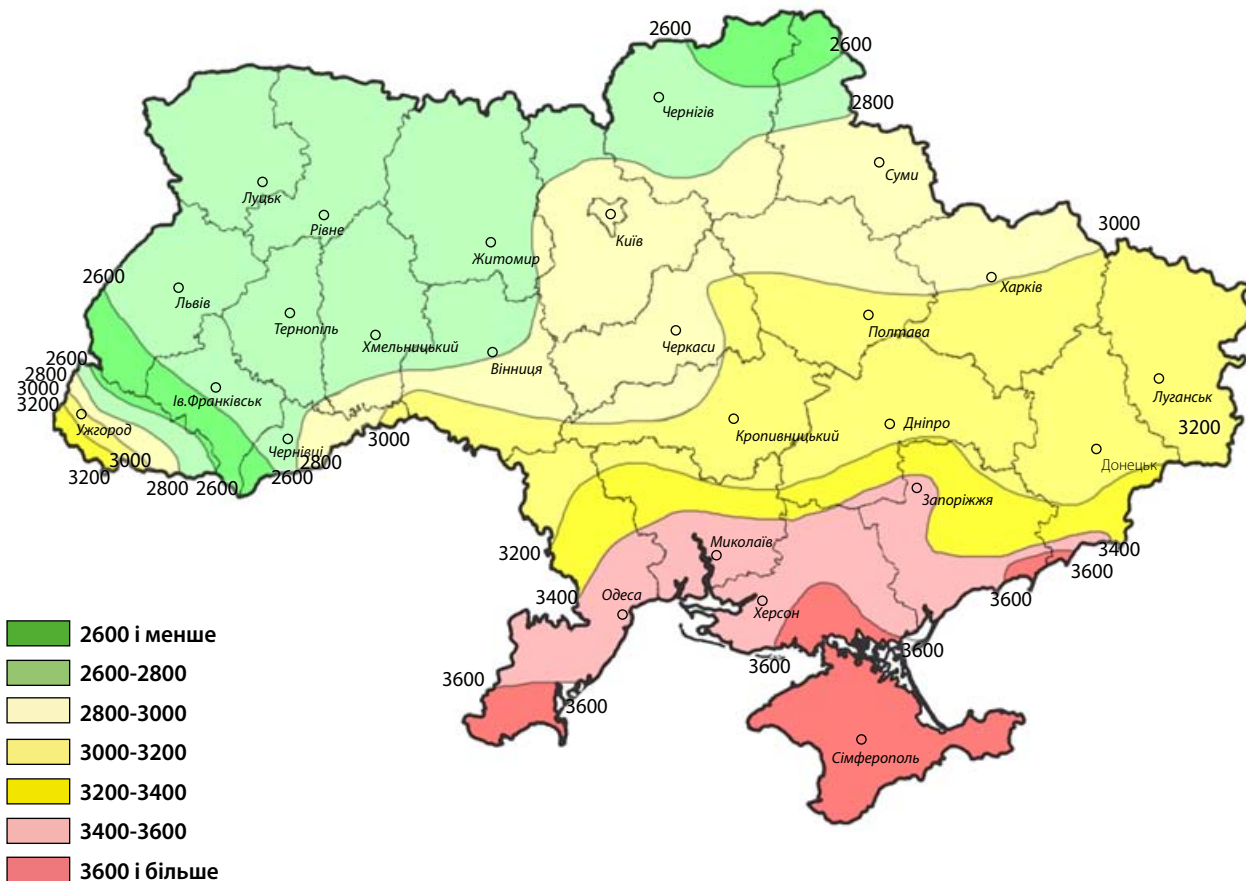 2600
2600
2800
Чернігів
Суми
Луцьк
Рівне
Київ
Житомир
3000
2600
Львів
Харків
Тернопіль
Полтава
Хмельницький
Черкаси
Вінниця
2600
2800
3000
3200
Ів.Франківськ
Луганськ
Ужгород
Кропивницький
Дніпро
3200
Чернівці
3000
Донецьк
3000
2800
3200
2800
2600
2600
Запоріжжя
3200
Миколаїв
3400
3600
3400
Одеса
Херсон
3600
3600
3600
3600
3600
Сімферополь
2600 і менше
2600-2800
2800-3000
3000-3200
3200-3400
3400-3600
3600 і більше